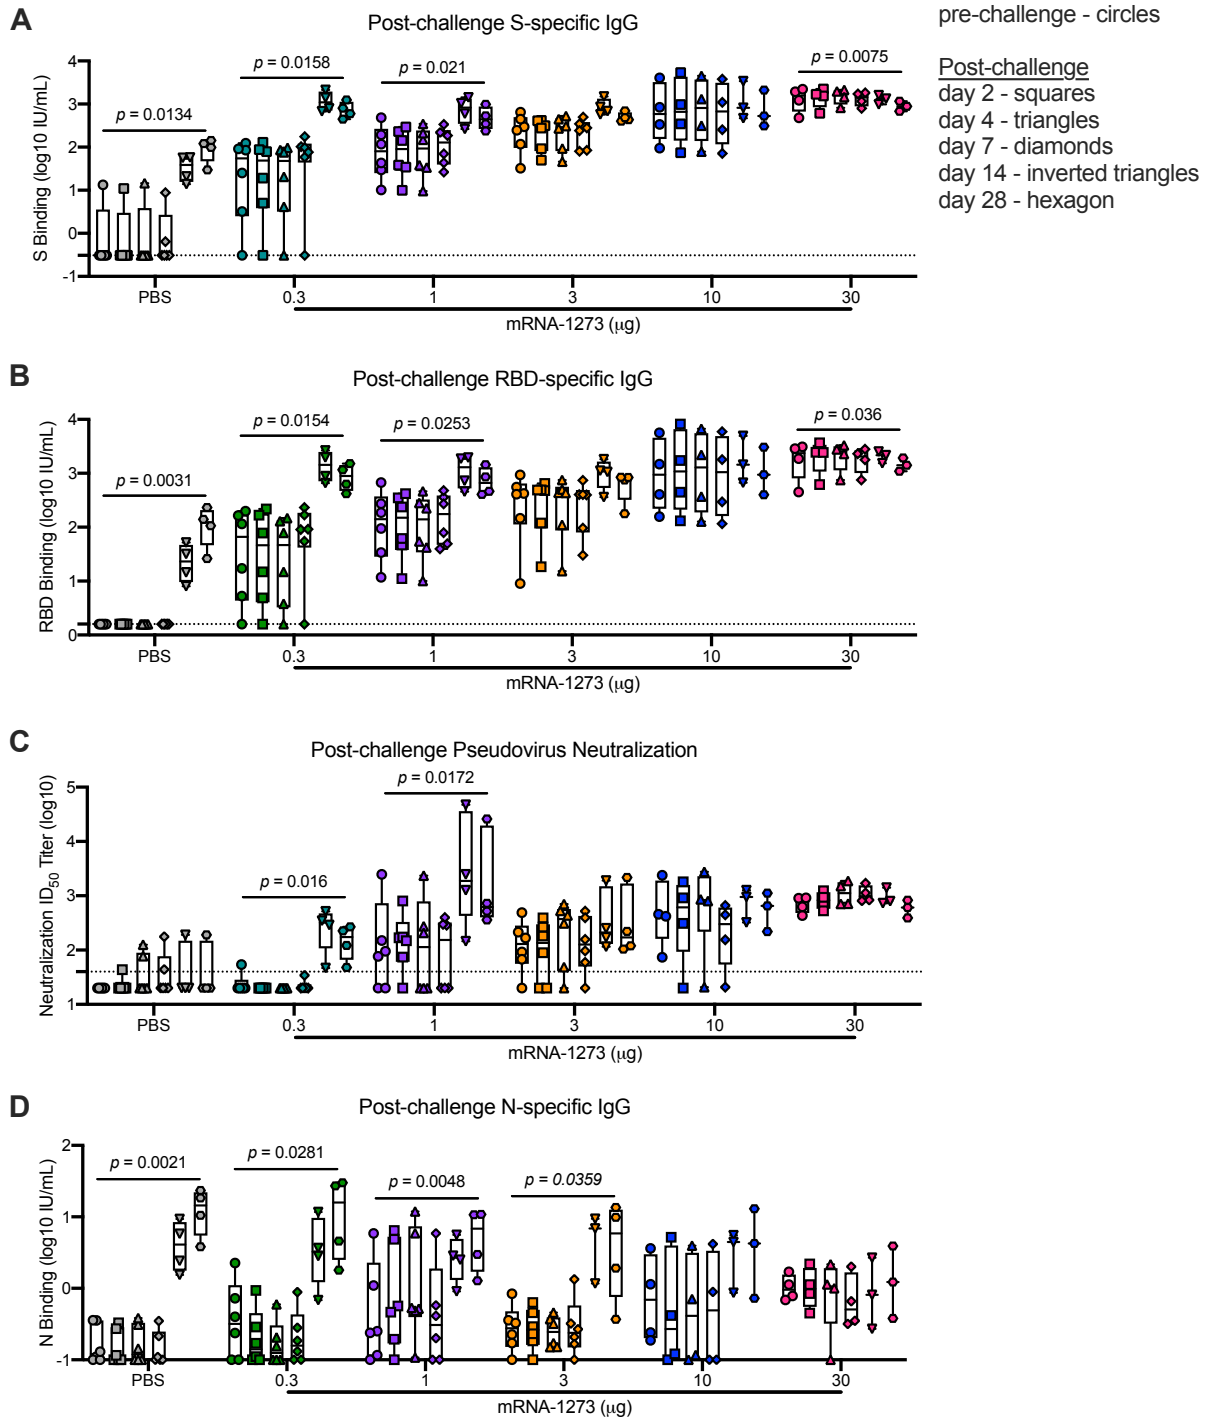 A
Post-challenge S-specific IgG
pre-challenge - circles
Post-challenge
day 2 - squares
day 4 - triangles
day 7 - diamonds
day 14 - inverted triangles
day 28 - hexagon
S Binding (log10 IU/mL)
4
3
2
1
0
-1
p = 0.0134
p = 0.0158
p = 0.021
p = 0.0075
PBS
0.3
1
3
10
30
mRNA-1273 (µg)
B
Post-challenge RBD-specific IgG
RBD Binding (log10 IU/mL)
4
3
2
1
0
p = 0.0031
p = 0.0154
p = 0.0253
p = 0.036
PBS
0.3
1
3
10
30
mRNA-1273 (µg)
C
Post-challenge Pseudovirus Neutralization
Neutralization ID50 Titer (log10)
5
4
3
2
1
p = 0.016
p = 0.0172
PBS
0.3
1
3
10
30
mRNA-1273 (µg)
D
Post-challenge N-specific IgG
N Binding (log10 IU/mL)
2
1
0
-1
p = 0.0021
p = 0.0281
p = 0.0048
p = 0.0359
PBS
0.3
1
3
10
30
mRNA-1273 (µg)